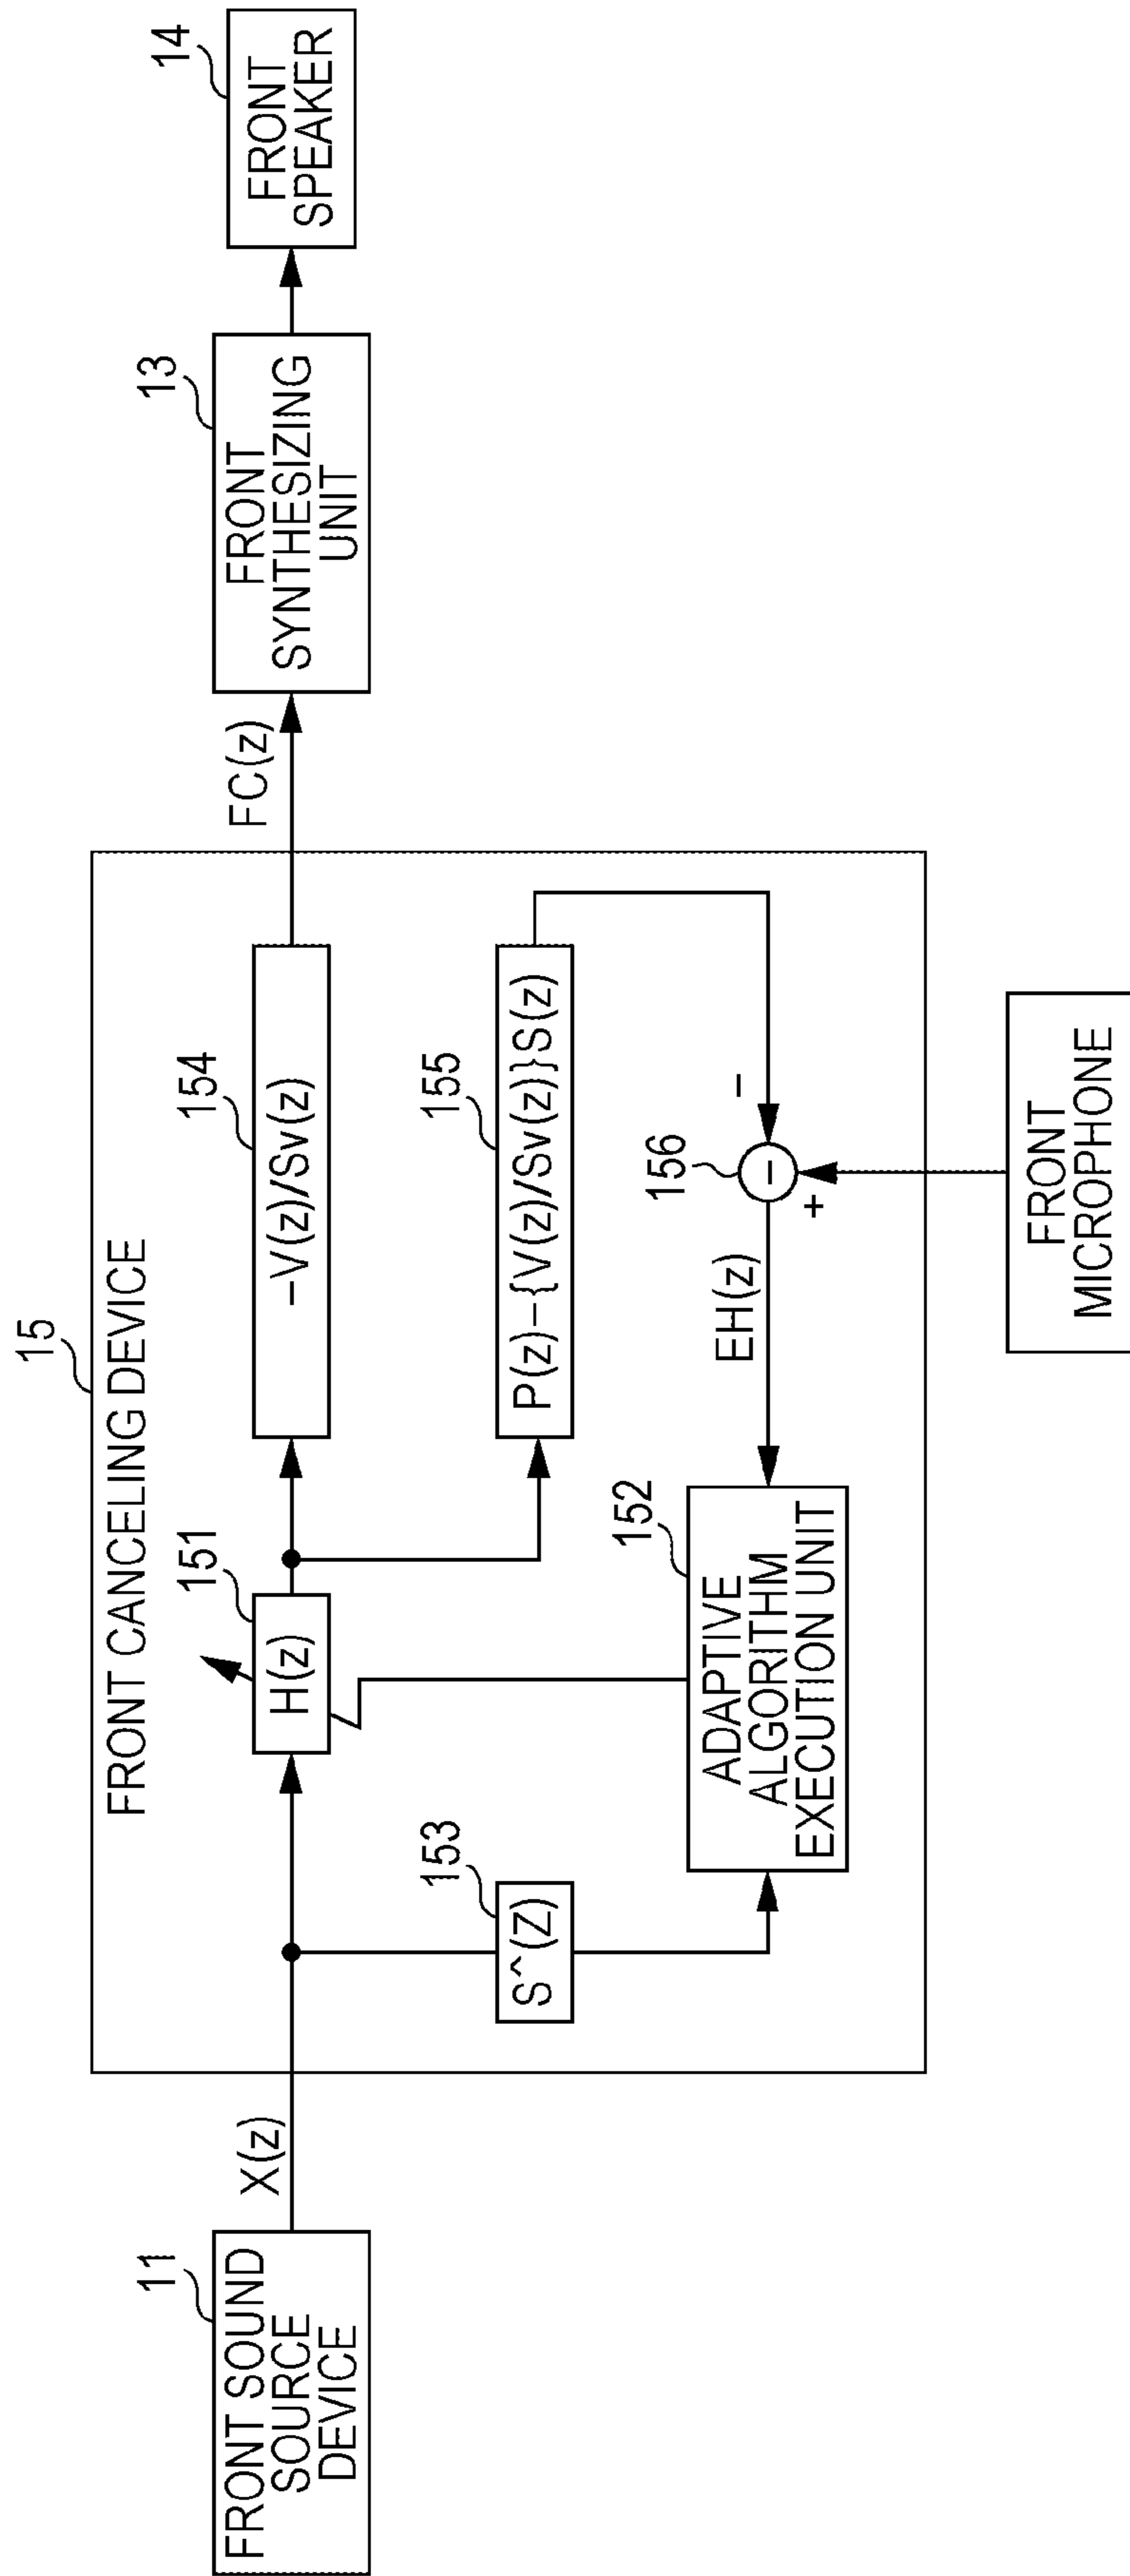 15
FRONT CANCELING DEVICE
11
FRONT SOUND
SOURCE
DEVICE
X(z)
151
H(z)
154
−V(z)/Sv(z)
FC(z)
13
FRONT
SYNTHESIZING
UNIT
14
FRONT
SPEAKER
153
S^(Z)
155
P(z)−{V(z)/Sv(z)}S(z)
152
ADAPTIVE
ALGORITHM
EXECUTION UNIT
EH(z)
156
−
−
+
FRONT
MICROPHONE